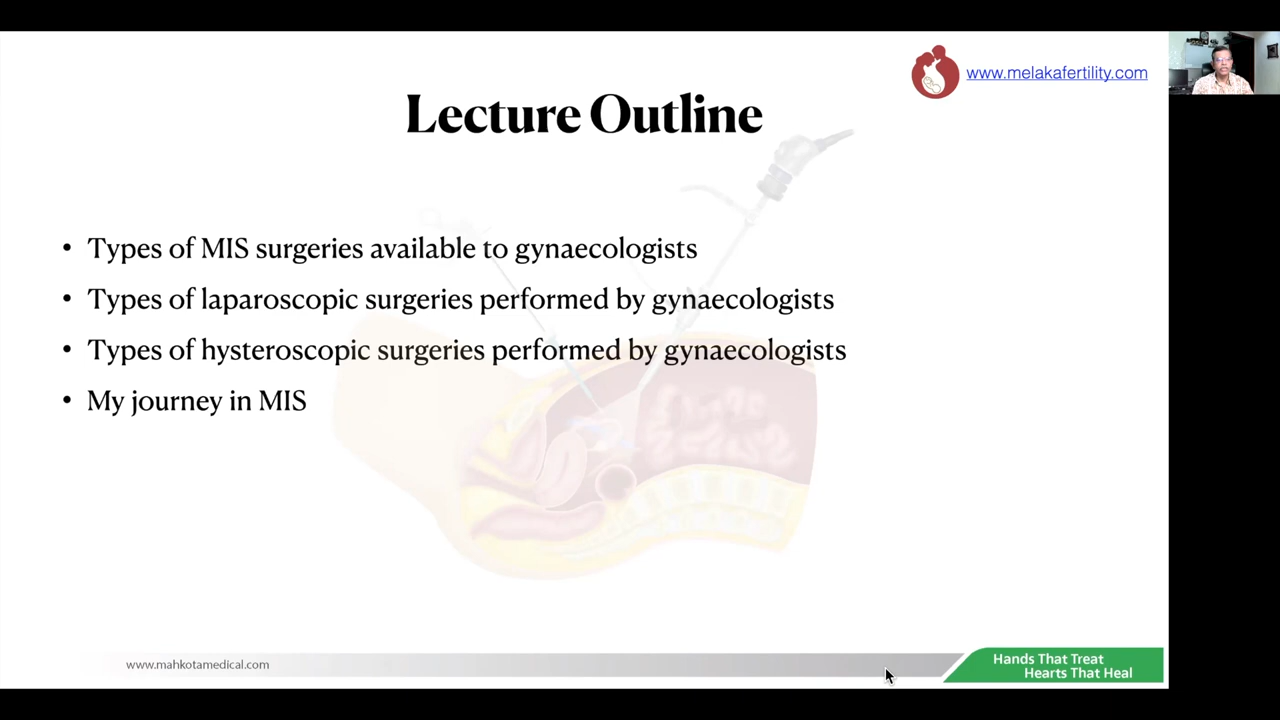 www.melakafertility.com
Lecture Outline
• Types of MIS surgeries available to gynaecologists
• Types of laparoscopic surgeries performed by gynaecologists
• Types of hysteroscopic surgeries performed by gynaecologists
• My journey in MIS
www.mahkotamedical.com
Hands That Treat
Hearts That Heal